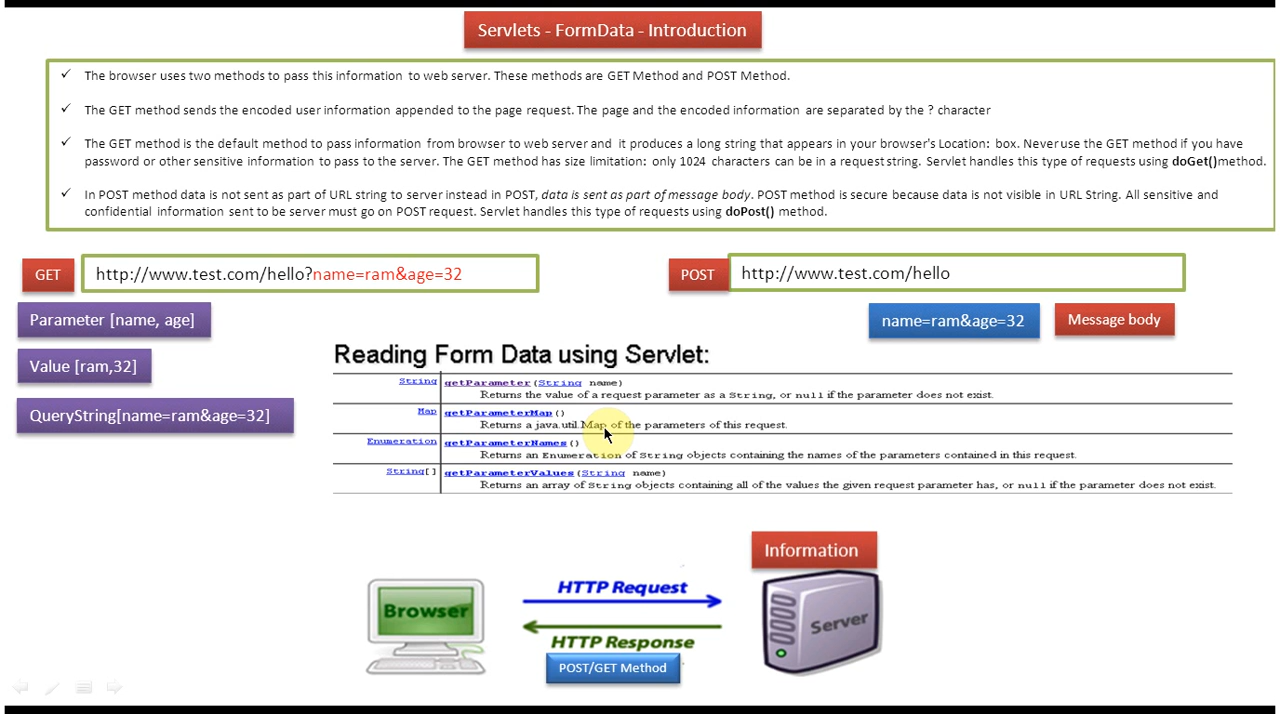 Servlets - FormData - Introduction
✓ The browser uses two methods to pass this information to web server. These methods are GET Method and POST Method.
✓ The GET method sends the encoded user information appended to the page request. The page and the encoded information are separated by the ? character
✓ The GET method is the default method to pass information from browser to web server and it produces a long string that appears in your browser's Location: box. Never use the GET method if you have
password or other sensitive information to pass to the server. The GET method has size limitation: only 1024 characters can be in a request string. Servlet handles this type of requests using doGet()method.
✓ In POST method data is not sent as part of URL string to server instead in POST, data is sent as part of message body. POST method is secure because data is not visible in URL String. All sensitive and
confidential information sent to be server must go on POST request. Servlet handles this type of requests using doPost() method.
GET http://www.test.com/hello?name=ram&age=32
POST http://www.test.com/hello
Parameter [name, age]
Value [ram,32]
QueryString[name=ram&age=32]
name=ram&age=32
Message body
Reading Form Data using Servlet:
String getParameter(String name)
Returns the value of a request parameter as a String, or null if the parameter does not exist.
Map getParameterMap()
Returns a java.util.Map of the parameters of this request.
Enumeration getParameterNames()
Returns an Enumeration of String objects containing the names of the parameters contained in this request.
String[] getParameterValues(String name)
Returns an array of String objects containing all of the values the given request parameter has, or null if the parameter does not exist.
Information
Browser
HTTP Request
HTTP Response
POST/GET Method
Server